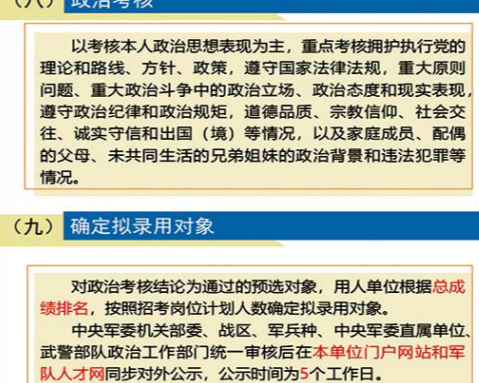 （八） 政治考核
以考核本人政治思想表现为主，重点考核拥护执行党的
理论和路线、方针、政策，遵守国家法律法规，重大原则
问题、重大政治斗争中的政治立场、政治态度和现实表现，
遵守政治纪律和政治规矩，道德品质、宗教信仰、社会交
往、诚实守信和出国（境）等情况，以及家庭成员、配偶
的父母、未共同生活的兄弟姐妹的政治背景和违法犯罪等
情况。
（九） 确定拟录用对象
对政治考核结论为通过的预选对象，用人单位根据总成
绩排名，按照招考岗位计划人数确定拟录用对象。
中央军委机关部委、战区、军兵种、中央军委直属单位、
武警部队政治工作部门统一审核后在本单位门户网站和军
队人才网同步对外公示，公示时间为5个工作日。